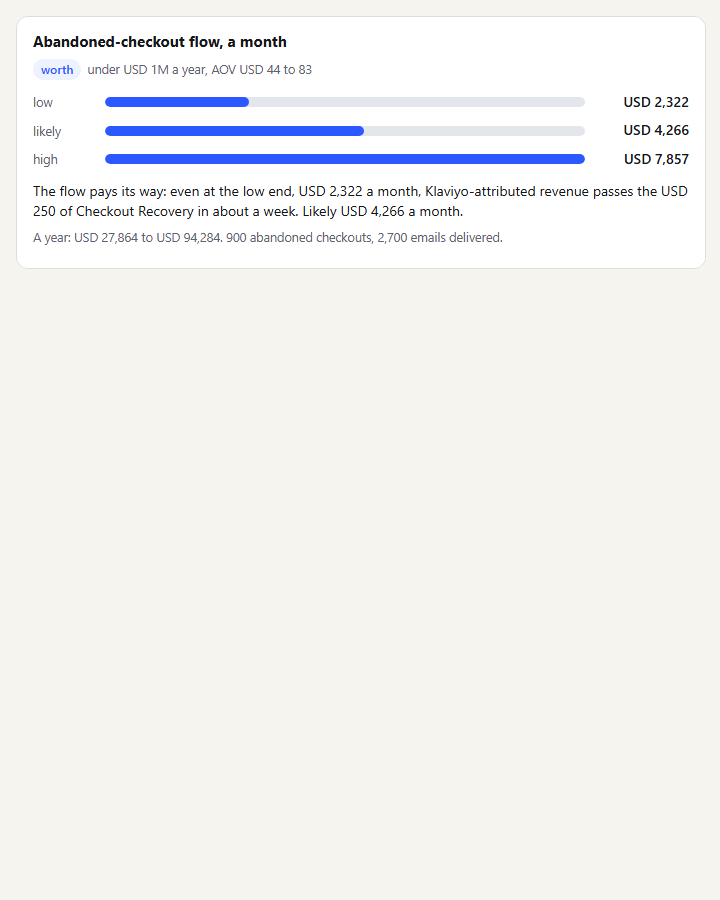 Abandoned-checkout flow, a month
worth under USD 1M a year, AOV USD 44 to 83
low USD 2,322
likely USD 4,266
high USD 7,857
The flow pays its way: even at the low end, USD 2,322 a month, Klaviyo-attributed revenue passes the USD
250 of Checkout Recovery in about a week. Likely USD 4,266 a month.
A year: USD 27,864 to USD 94,284. 900 abandoned checkouts, 2,700 emails delivered.